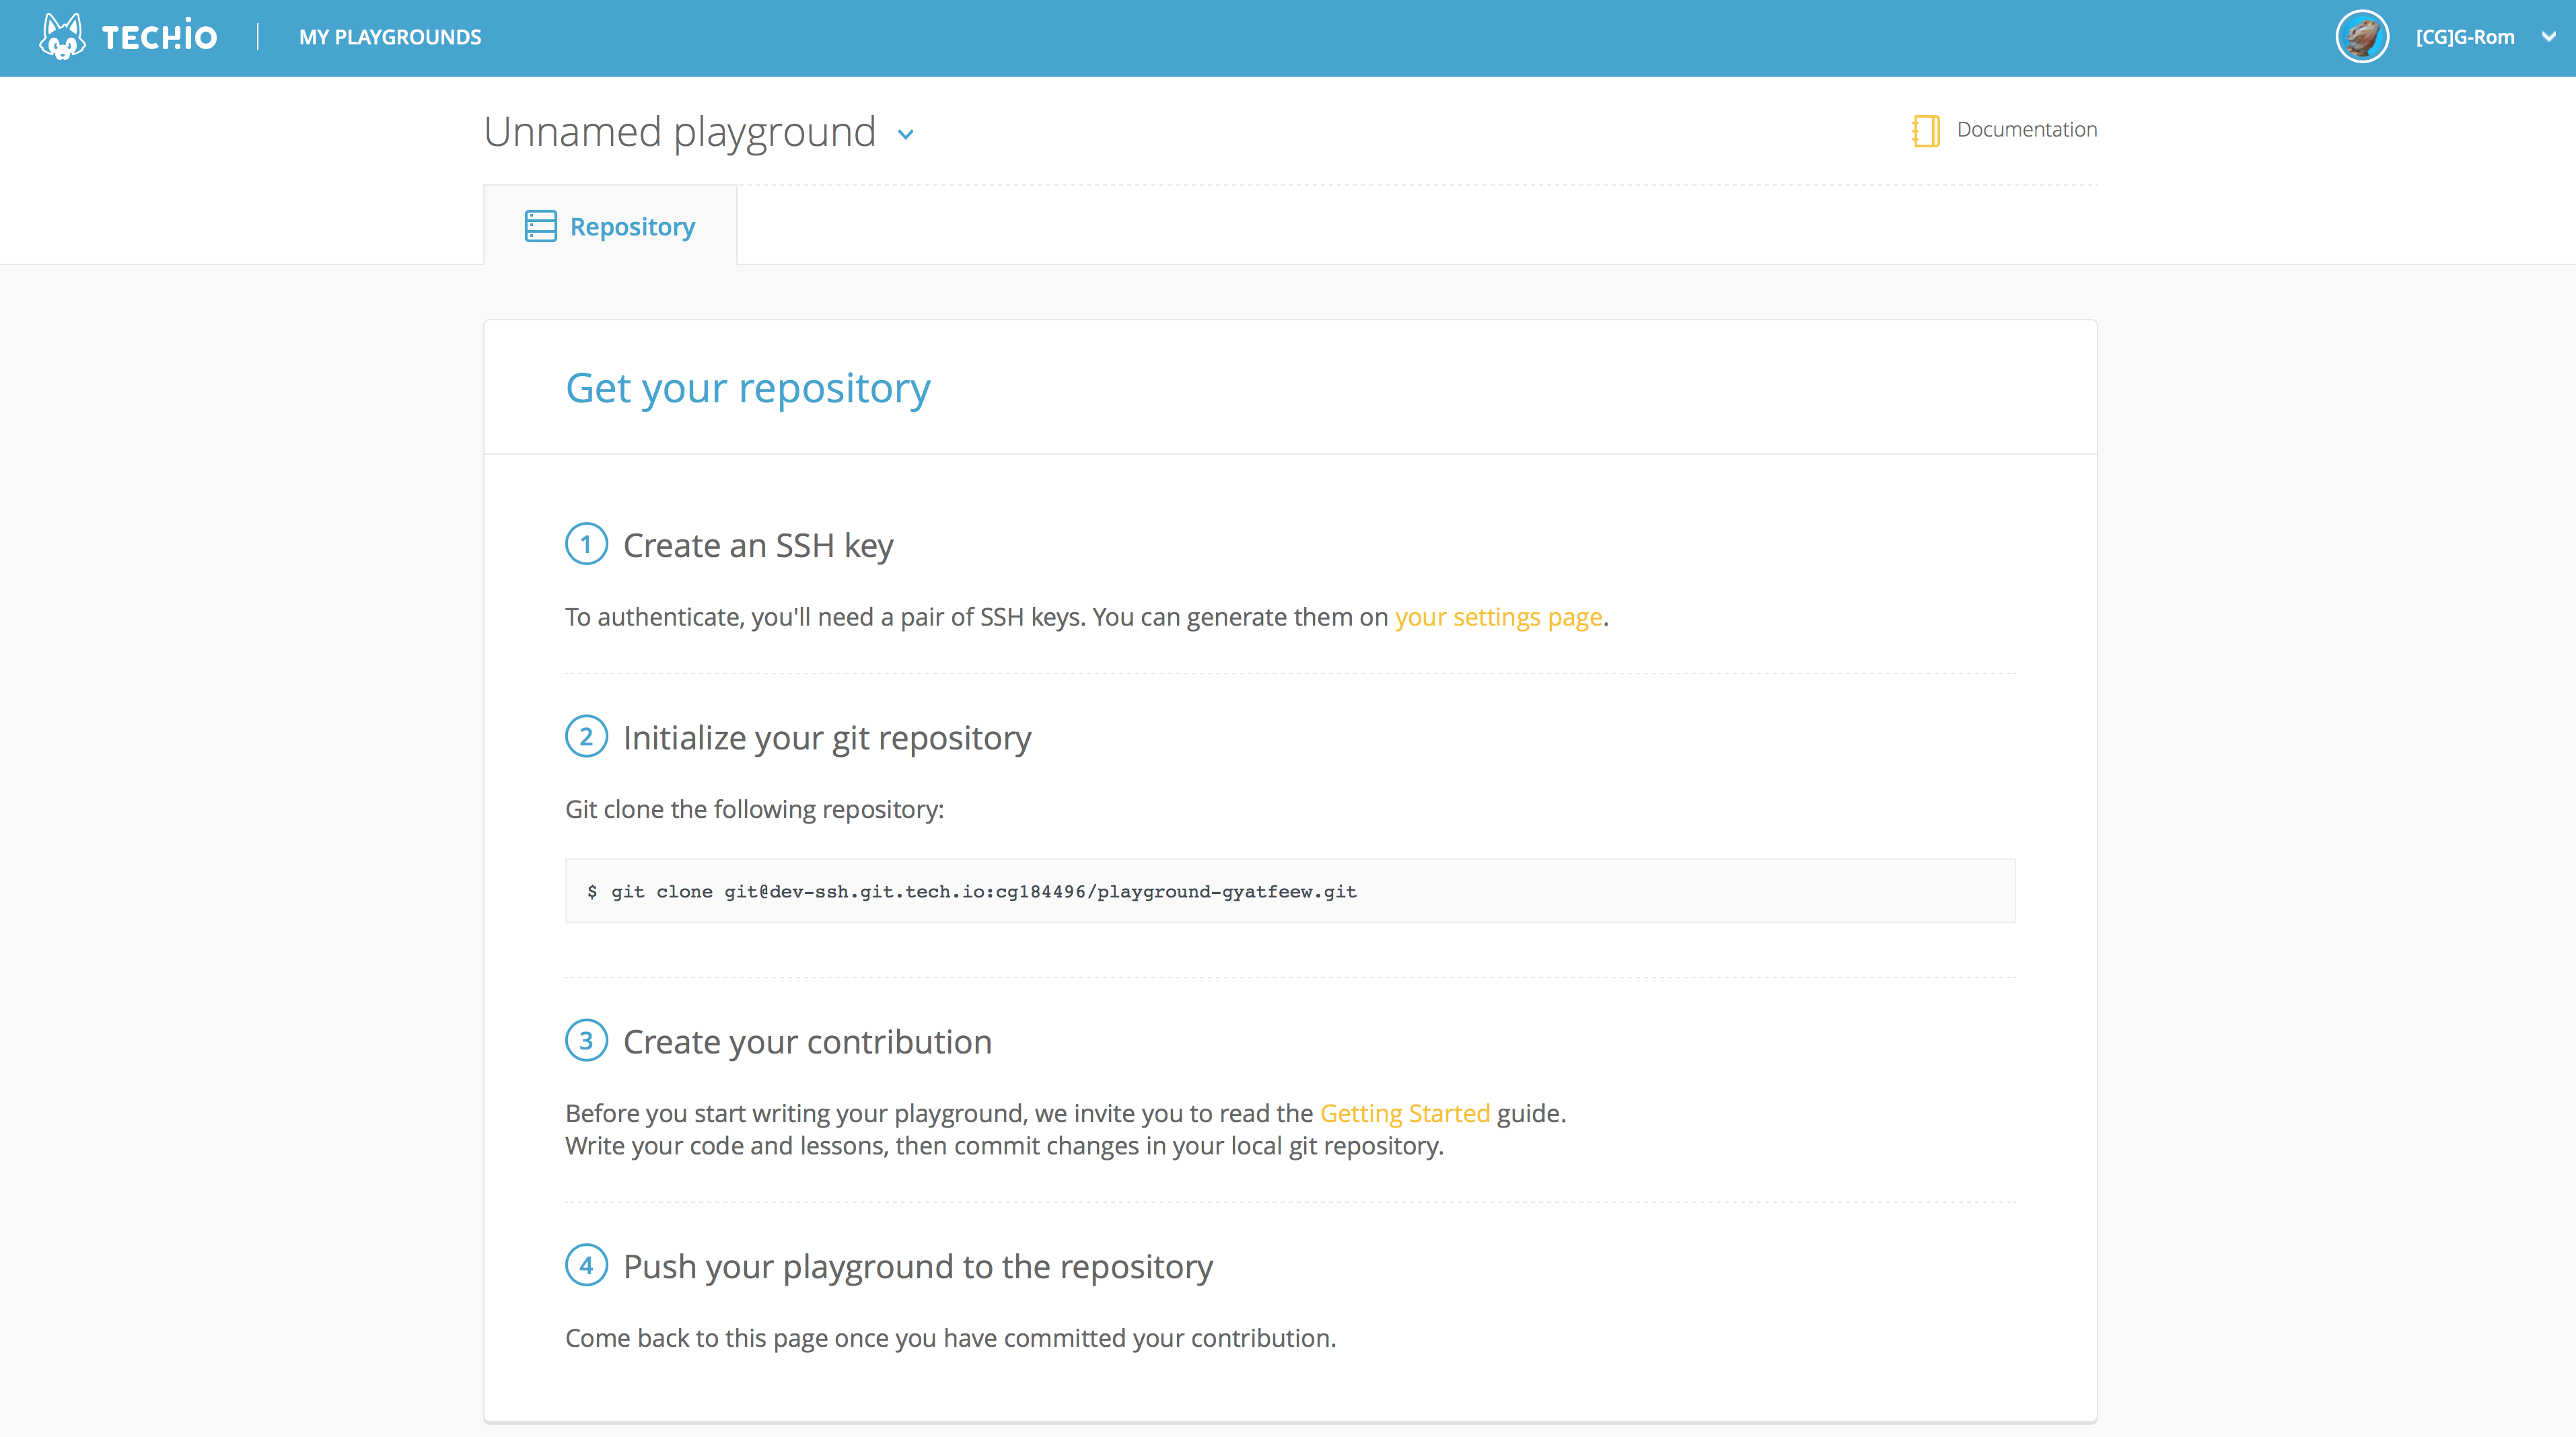 TECHiO
MY PLAYGROUNDS
[CG]G-Rom
Unnamed playground
Documentation
Repository
Get your repository
1 Create an SSH key
To authenticate, you'll need a pair of SSH keys. You can generate them on your settings page.
2 Initialize your git repository
Git clone the following repository:
$ git clone git@dev-ssh.git.tech.io:cg184496/playground-gyatfeew.git
3 Create your contribution
Before you start writing your playground, we invite you to read the Getting Started guide.
Write your code and lessons, then commit changes in your local git repository.
4 Push your playground to the repository
Come back to this page once you have committed your contribution.